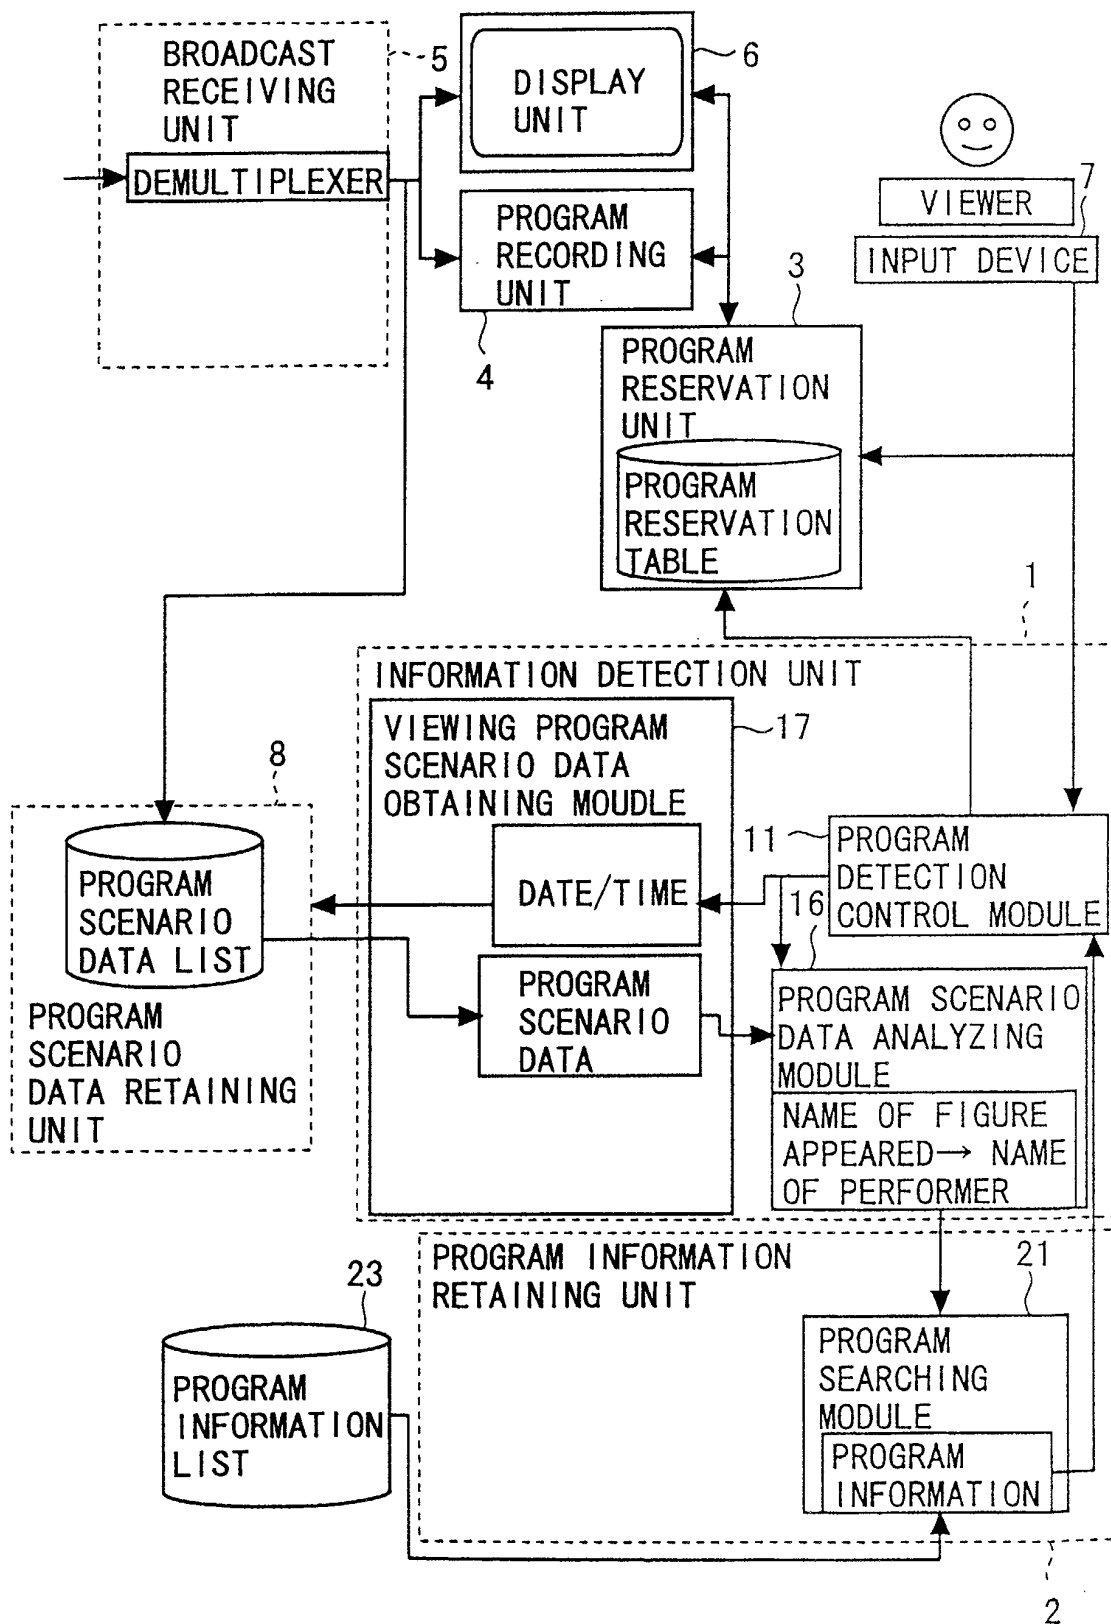 BROADCAST
RECEIVING
UNIT
5
DEMULTIPLEXER
DISPLAY
UNIT
6
PROGRAM
RECORDING
UNIT
4
VIEWER
7
INPUT DEVICE
3
PROGRAM
RESERVATION
UNIT
PROGRAM
RESERVATION
TABLE
1
INFORMATION DETECTION UNIT
VIEWING PROGRAM
SCENARIO DATA
OBTAINING MOUDLE
17
DATE/TIME
PROGRAM
SCENARIO
DATA
8
PROGRAM
SCENARIO
DATA LIST
PROGRAM
SCENARIO
DATA RETAINING
UNIT
11
PROGRAM
DETECTION
CONTROL MODULE
16
PROGRAM SCENARIO
DATA ANALYZING
MODULE
NAME OF FIGURE
APPEARED→ NAME
OF PERFORMER
PROGRAM INFORMATION
RETAINING UNIT
21
PROGRAM
SEARCHING
MODULE
PROGRAM
INFORMATION
23
PROGRAM
INFORMATION
LIST
2